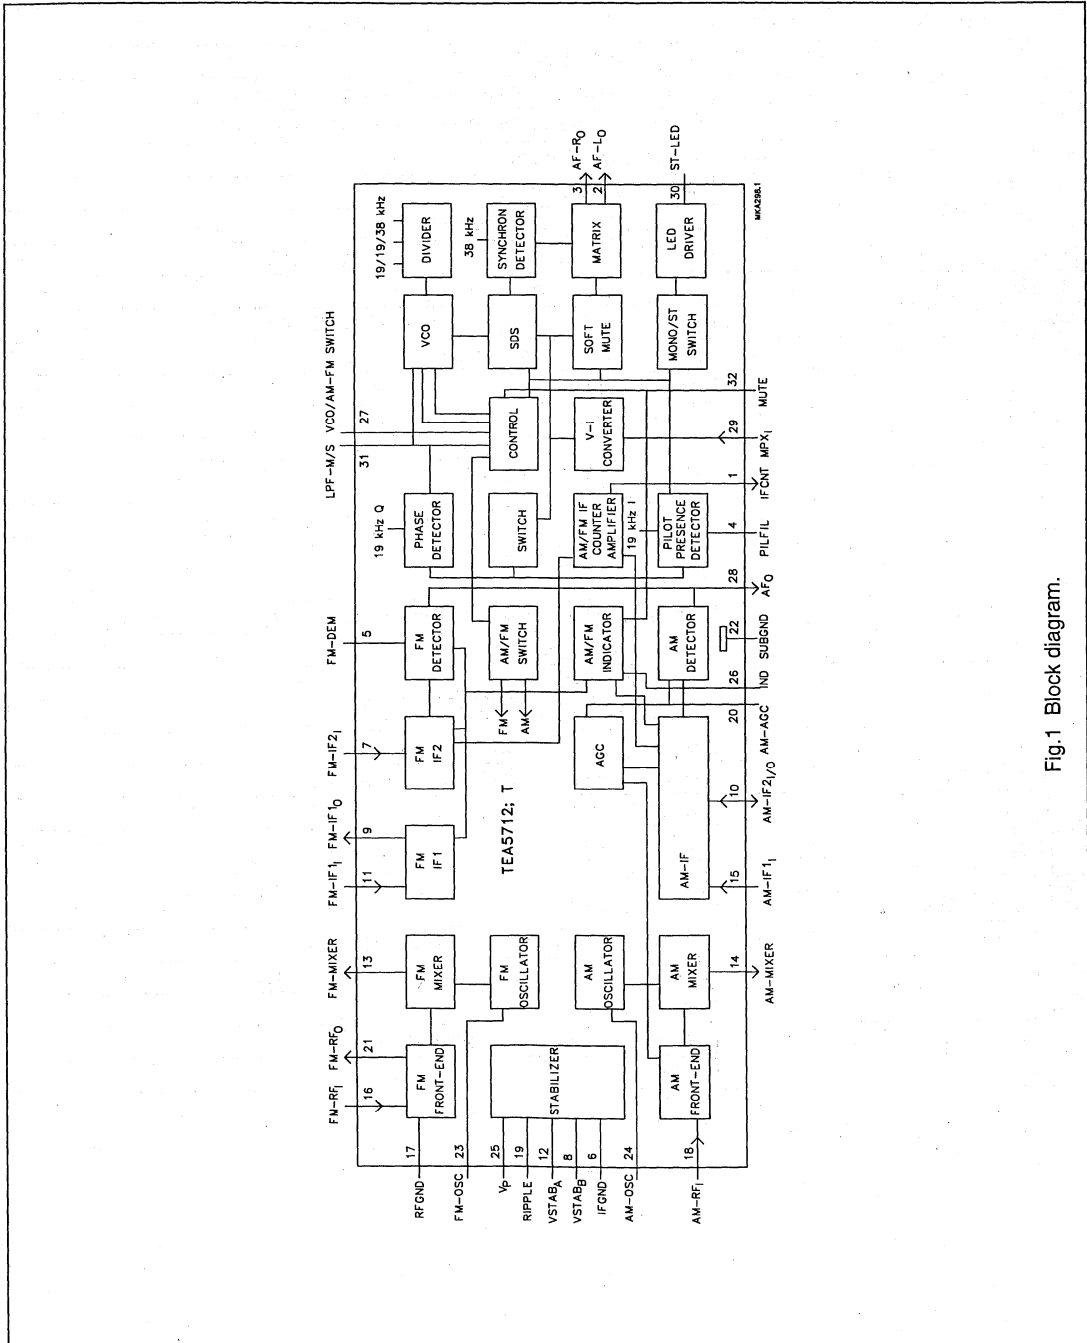 LPF-M/S VCO/AM-FM SWITCH
FM-RFI FM-RFO FM-MIXER FM-IF1I FM-IF1O FM-IF2I FM-DEM
16 21 13 11 9 7 5 31 27
RFGND 17
FM-OSC 23
VP 25
RIPPLE 19
VSTABA 12
VSTABB 8
IFGND 6
AM-OSC 24
AM-RFI 18
FM
FRONT-END
FM
MIXER
FM
IF1
FM
IF2
FM
DETECTOR
19 kHz Q
PHASE
DETECTOR
VCO
19/19/38 kHz
DIVIDER
FM
OSCILLATOR
TEA5712; T
FM
AM
AM/FM
SWITCH
SWITCH
CONTROL
SDS
38 kHz
SYNCHRON
DETECTOR
STABILIZER
AM
OSCILLATOR
AGC
AM/FM
INDICATOR
AM/FM IF
COUNTER
AMPLIFIER
V-I
CONVERTER
SOFT
MUTE
MATRIX
3 AF-RO
2 AF-LO
AM
FRONT-END
AM
MIXER
AM-IF
AM
DETECTOR
19 kHz I
PILOT
PRESENCE
DETECTOR
MONO/ST
SWITCH
LED
DRIVER
30 ST-LED
14 15 10 20 26 22 28 4 1 29 32
AM-MIXER AM-IF1I AM-IF2I/O AM-AGC IND SUBGND AFO PILFIL IFCNT MPXI MUTE
MKA298.1
Fig.1 Block diagram.